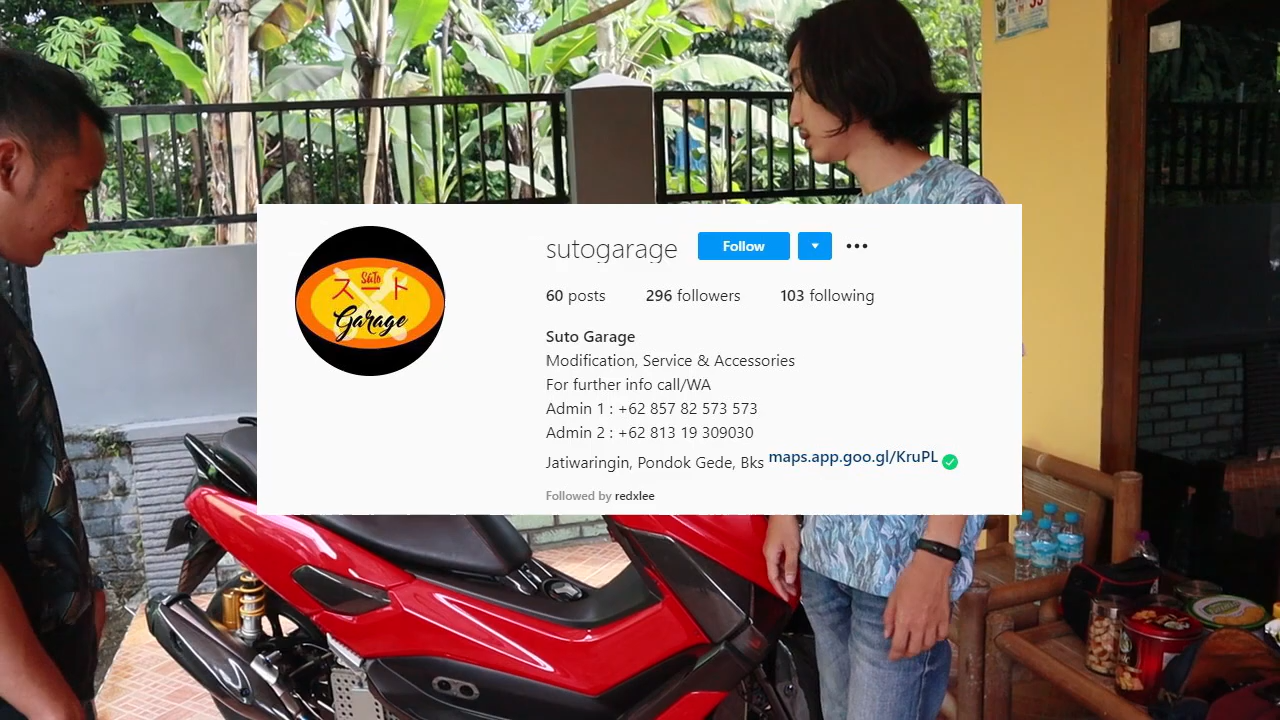 SuTo
スート
Garage
sutogarage
Follow
60 posts 296 followers 103 following
Suto Garage
Modification, Service & Accessories
For further info call/WA
Admin 1 : +62 857 82 573 573
Admin 2 : +62 813 19 309030
Jatiwaringin, Pondok Gede, Bks maps.app.goo.gl/KruPL
Followed by redxlee